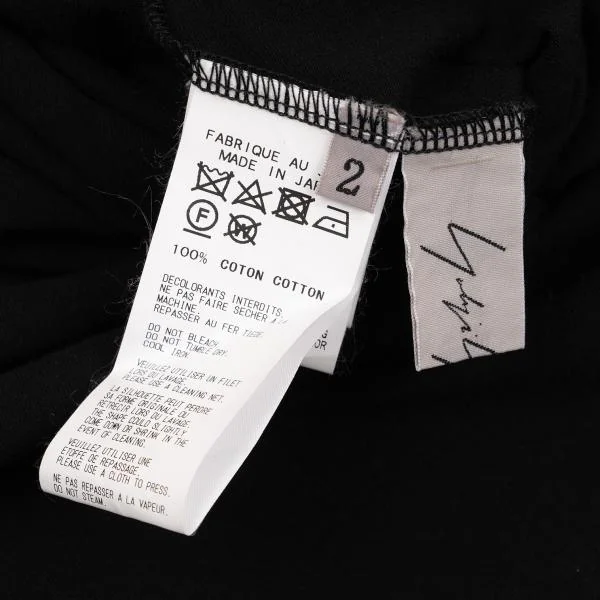 FABRIQUE AU
MADE IN JAP
2
F
W
100% COTON COTTON
DECOLORANTS INTERDITS.
NE PAS FAIRE SECHER A LA
MACHINE.
REPASSER AU FER TIEDE.
DO NOT BLEACH
DO NOT TUMBLE DRY.
COOL IRON.
VEUILLEZ UTILISER UN FILET
LORS DU LAVAGE.
PLEASE USE A CLEANING NET.
LA SILHOUETTE PEUT PERDRE
SA FORME ORIGINALE OU
RETRECIR LORS DU LAVAGE.
THE SHAPE COULD SLIGHTLY
COME DOWN OR SHRINK IN THE
EVENT OF CLEANING.
VEUILLEZ UTILISER UNE
ETOFFE DE REPASSAGE.
PLEASE USE A CLOTH TO PRESS.
NE PAS REPASSER A LA VAPEUR.
DO NOT STEAM.